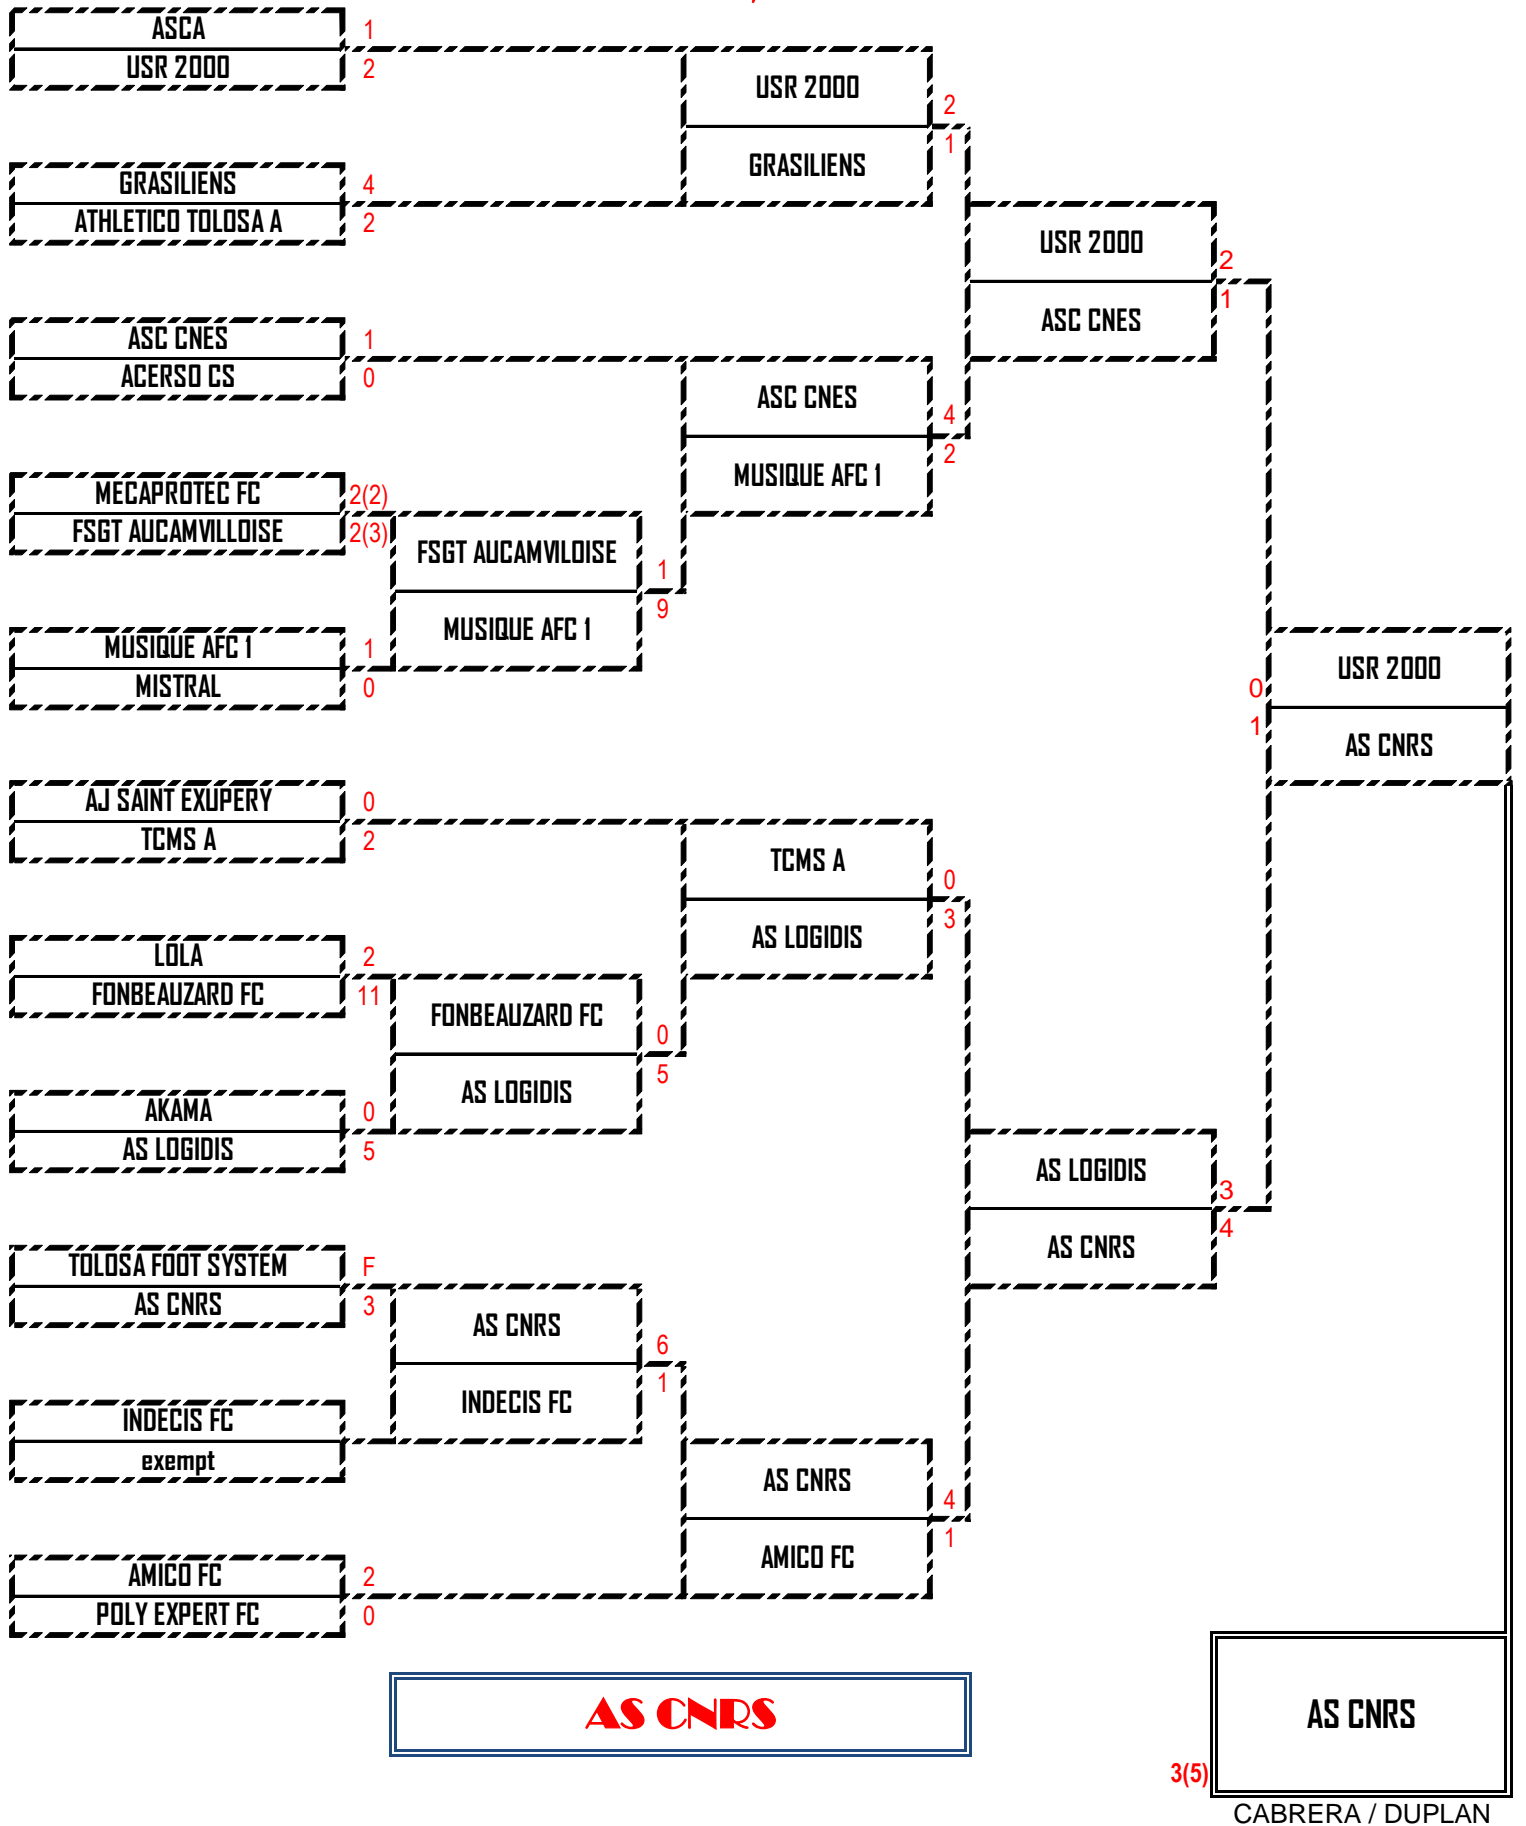 ASCA 1
USR 2000 2
USR 2000 2
GRASILIENS 1
GRASILIENS 4
ATHLETICO TOLOSA A 2
USR 2000 2
ASC CNES 1
ASC CNES 1
ACERSO CS 0
ASC CNES 4
MUSIQUE AFC 1 2
MECAPROTEC FC 2(2)
FSGT AUCAMVILLOISE 2(3)
FSGT AUCAMVILOISE 1
MUSIQUE AFC 1 9
MUSIQUE AFC 1 1
MISTRAL 0
USR 2000 0
AS CNRS 1
AJ SAINT EXUPERY 0
TCMS A 2
TCMS A 0
AS LOGIDIS 3
LOLA 2
FONBEAUZARD FC 11
FONBEAUZARD FC 0
AS LOGIDIS 5
AKAMA 0
AS LOGIDIS 5
AS LOGIDIS 3
AS CNRS 4
TOLOSA FOOT SYSTEM F
AS CNRS 3
AS CNRS 6
INDECIS FC 1
INDECIS FC
exempt
AS CNRS 4
AMICO FC 1
AMICO FC 2
POLY EXPERT FC 0
AS CNRS
AS CNRS
3(5)
CABRERA / DUPLAN